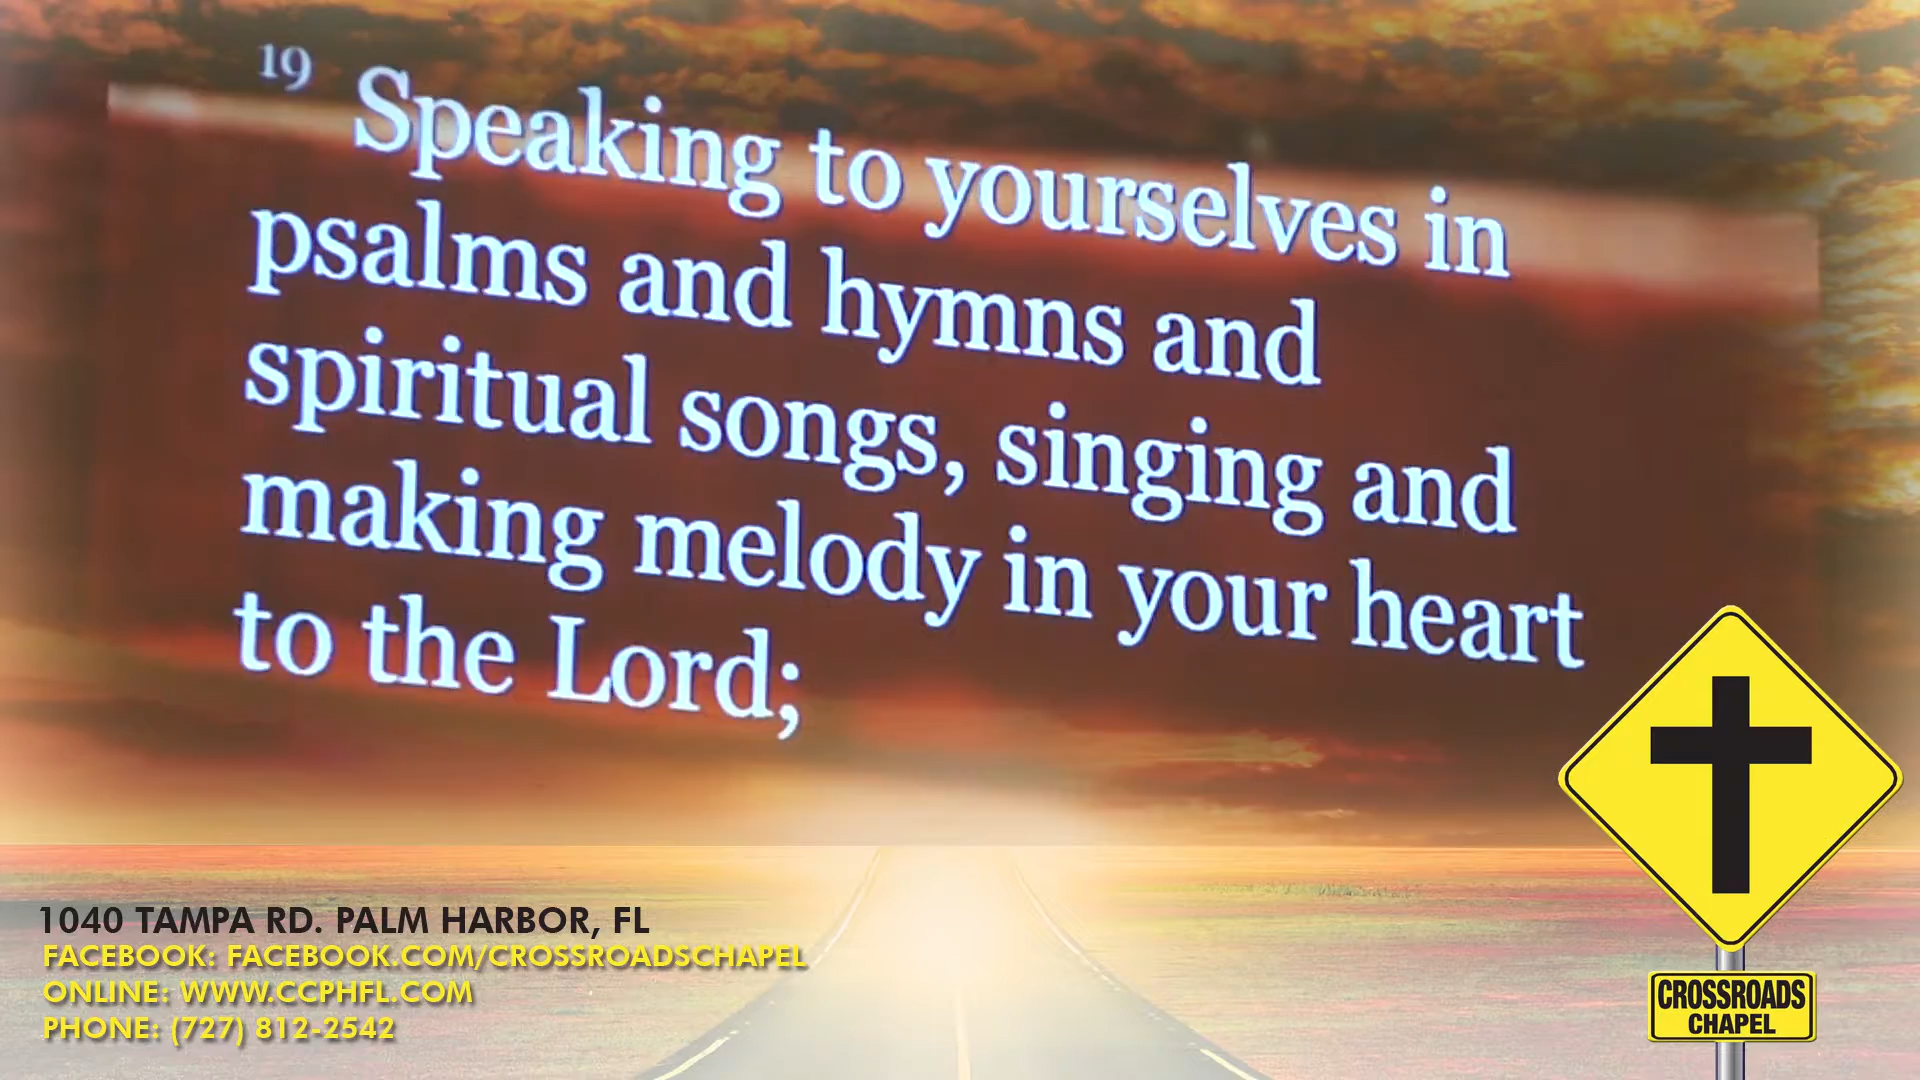 19 Speaking to yourselves in
psalms and hymns and
spiritual songs, singing and
making melody in your heart
to the Lord;
1040 TAMPA RD. PALM HARBOR, FL
FACEBOOK: FACEBOOK.COM/CROSSROADSCHAPEL
ONLINE: WWW.CCPHFL.COM
PHONE: (727) 812-2542
CROSSROADS
CHAPEL